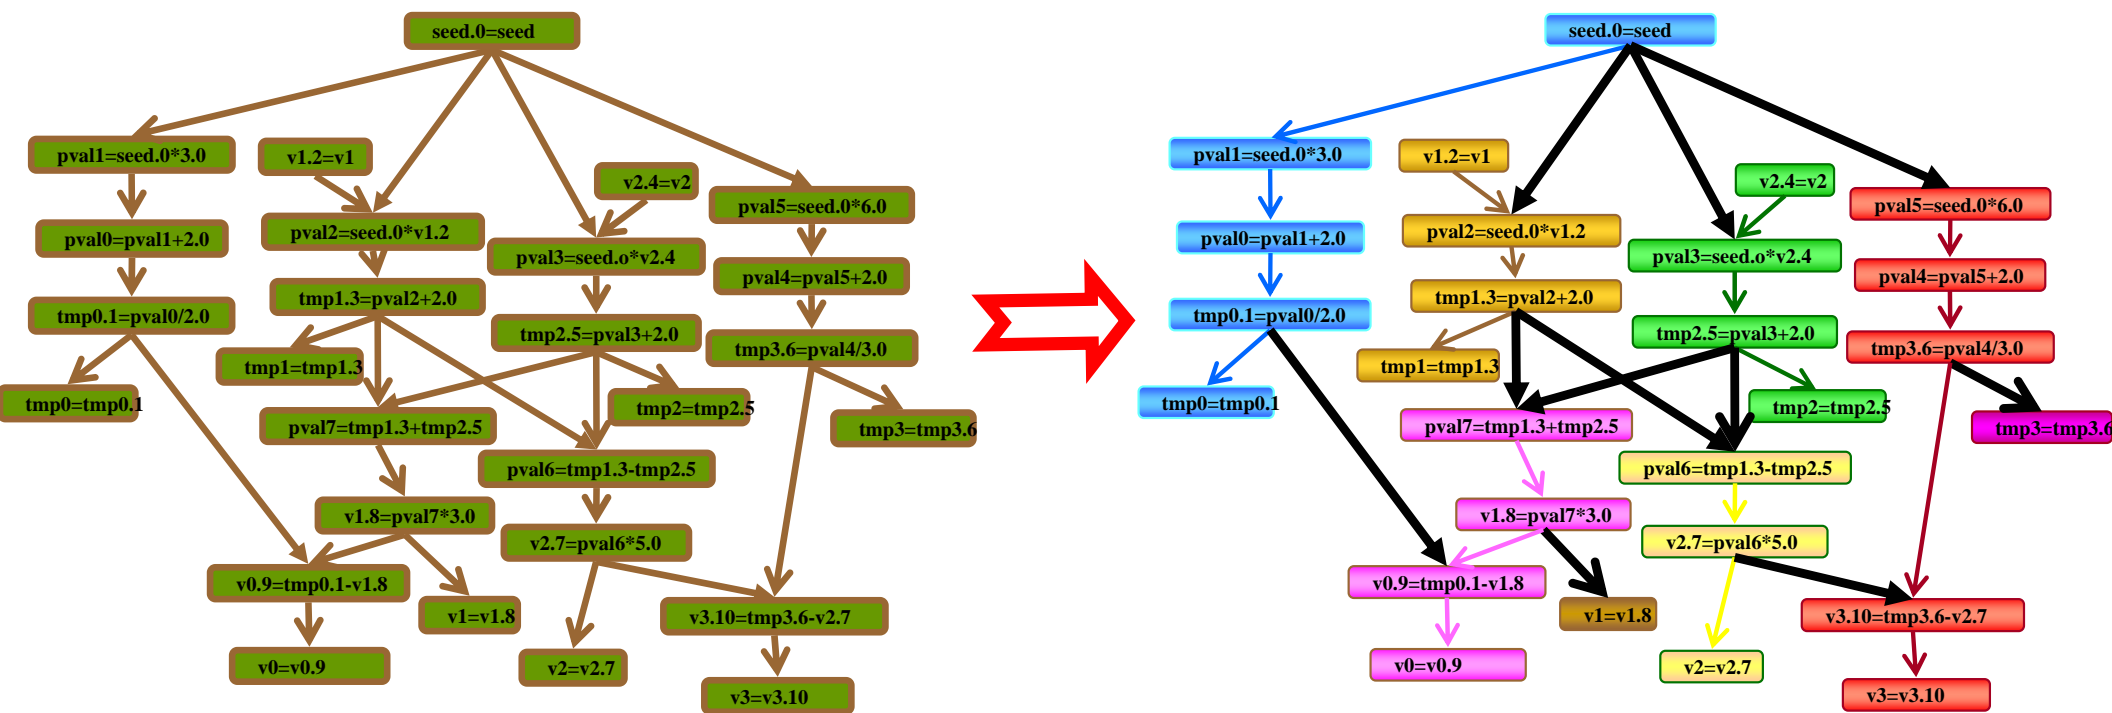 seed.0=seed
pval1=seed.0*3.0
v1.2=v1
v2.4=v2
pval5=seed.0*6.0
pval0=pval1+2.0
pval2=seed.0*v1.2
pval3=seed.o*v2.4
pval4=pval5+2.0
tmp0.1=pval0/2.0
tmp1.3=pval2+2.0
tmp2.5=pval3+2.0
tmp3.6=pval4/3.0
tmp1=tmp1.3
tmp0=tmp0.1
tmp2=tmp2.5
pval7=tmp1.3+tmp2.5
tmp3=tmp3.6
pval6=tmp1.3-tmp2.5
v1.8=pval7*3.0
v2.7=pval6*5.0
v0.9=tmp0.1-v1.8
v1=v1.8
v3.10=tmp3.6-v2.7
v0=v0.9
v2=v2.7
v3=v3.10
seed.0=seed
pval1=seed.0*3.0
v1.2=v1
v2.4=v2
pval5=seed.0*6.0
pval0=pval1+2.0
pval2=seed.0*v1.2
pval3=seed.o*v2.4
pval4=pval5+2.0
tmp0.1=pval0/2.0
tmp1.3=pval2+2.0
tmp2.5=pval3+2.0
tmp3.6=pval4/3.0
tmp1=tmp1.3
tmp0=tmp0.1
tmp2=tmp2.5
pval7=tmp1.3+tmp2.5
tmp3=tmp3.6
pval6=tmp1.3-tmp2.5
v1.8=pval7*3.0
v2.7=pval6*5.0
v0.9=tmp0.1-v1.8
v1=v1.8
v3.10=tmp3.6-v2.7
v0=v0.9
v2=v2.7
v3=v3.10